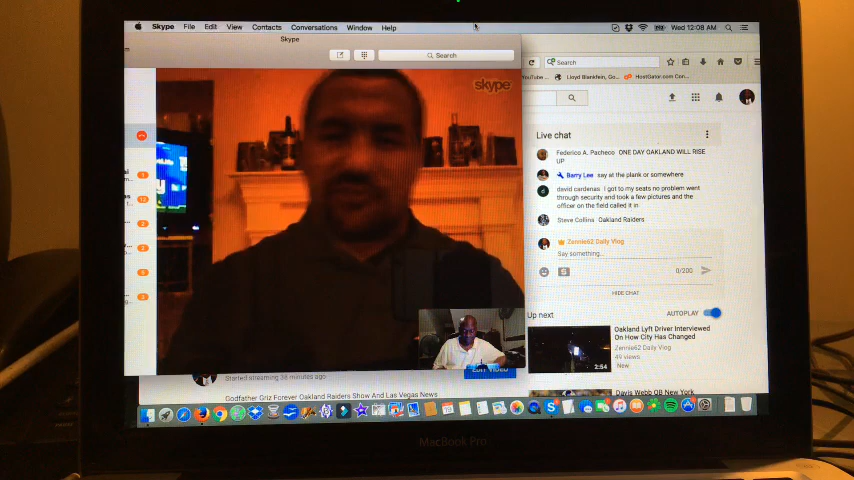 Skype File Edit View Contacts Conversations Window Help
Wed 12:08 AM
Skype
Search
skype
Search
YouTube ...
Lloyd Blankfein, Go...
HostGator.com Con...
Live chat
Federico A. Pacheco ONE DAY OAKLAND WILL RISE
UP
Barry Lee say at the plank or somewhere
david cardenas I got to my seats no problem went
through security and took a few pictures and the
officer on the field called it in
Steve Collins Oakland Raiders
Zennie62 Daily Vlog
Say something...
0/200
HIDE CHAT
Up next
AUTOPLAY
Oakland Lyft Driver Interviewed
On How City Has Changed
Zennie62 Daily Vlog
49 views
New
2:54
Started streaming 38 minutes ago
EDIT VIDEO
Godfather Griz Forever Oakland Raiders Show And Las Vegas News
Davis Webb QB New York
MacBook Pro